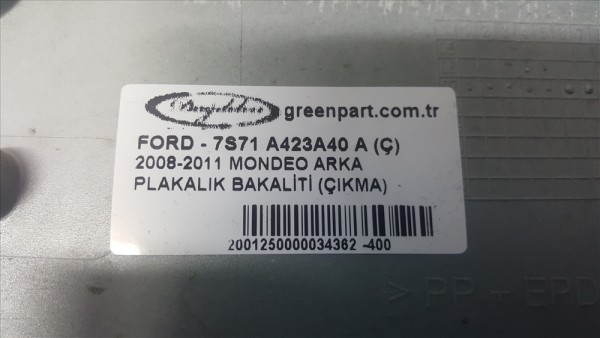 greenpart.com.tr
FORD - 7S71 A423A40 A (Ç)
2008-2011 MONDEO ARKA
PLAKALIK BAKALİTİ (ÇIKMA)
2001250000034362 -400
> PP + EPD